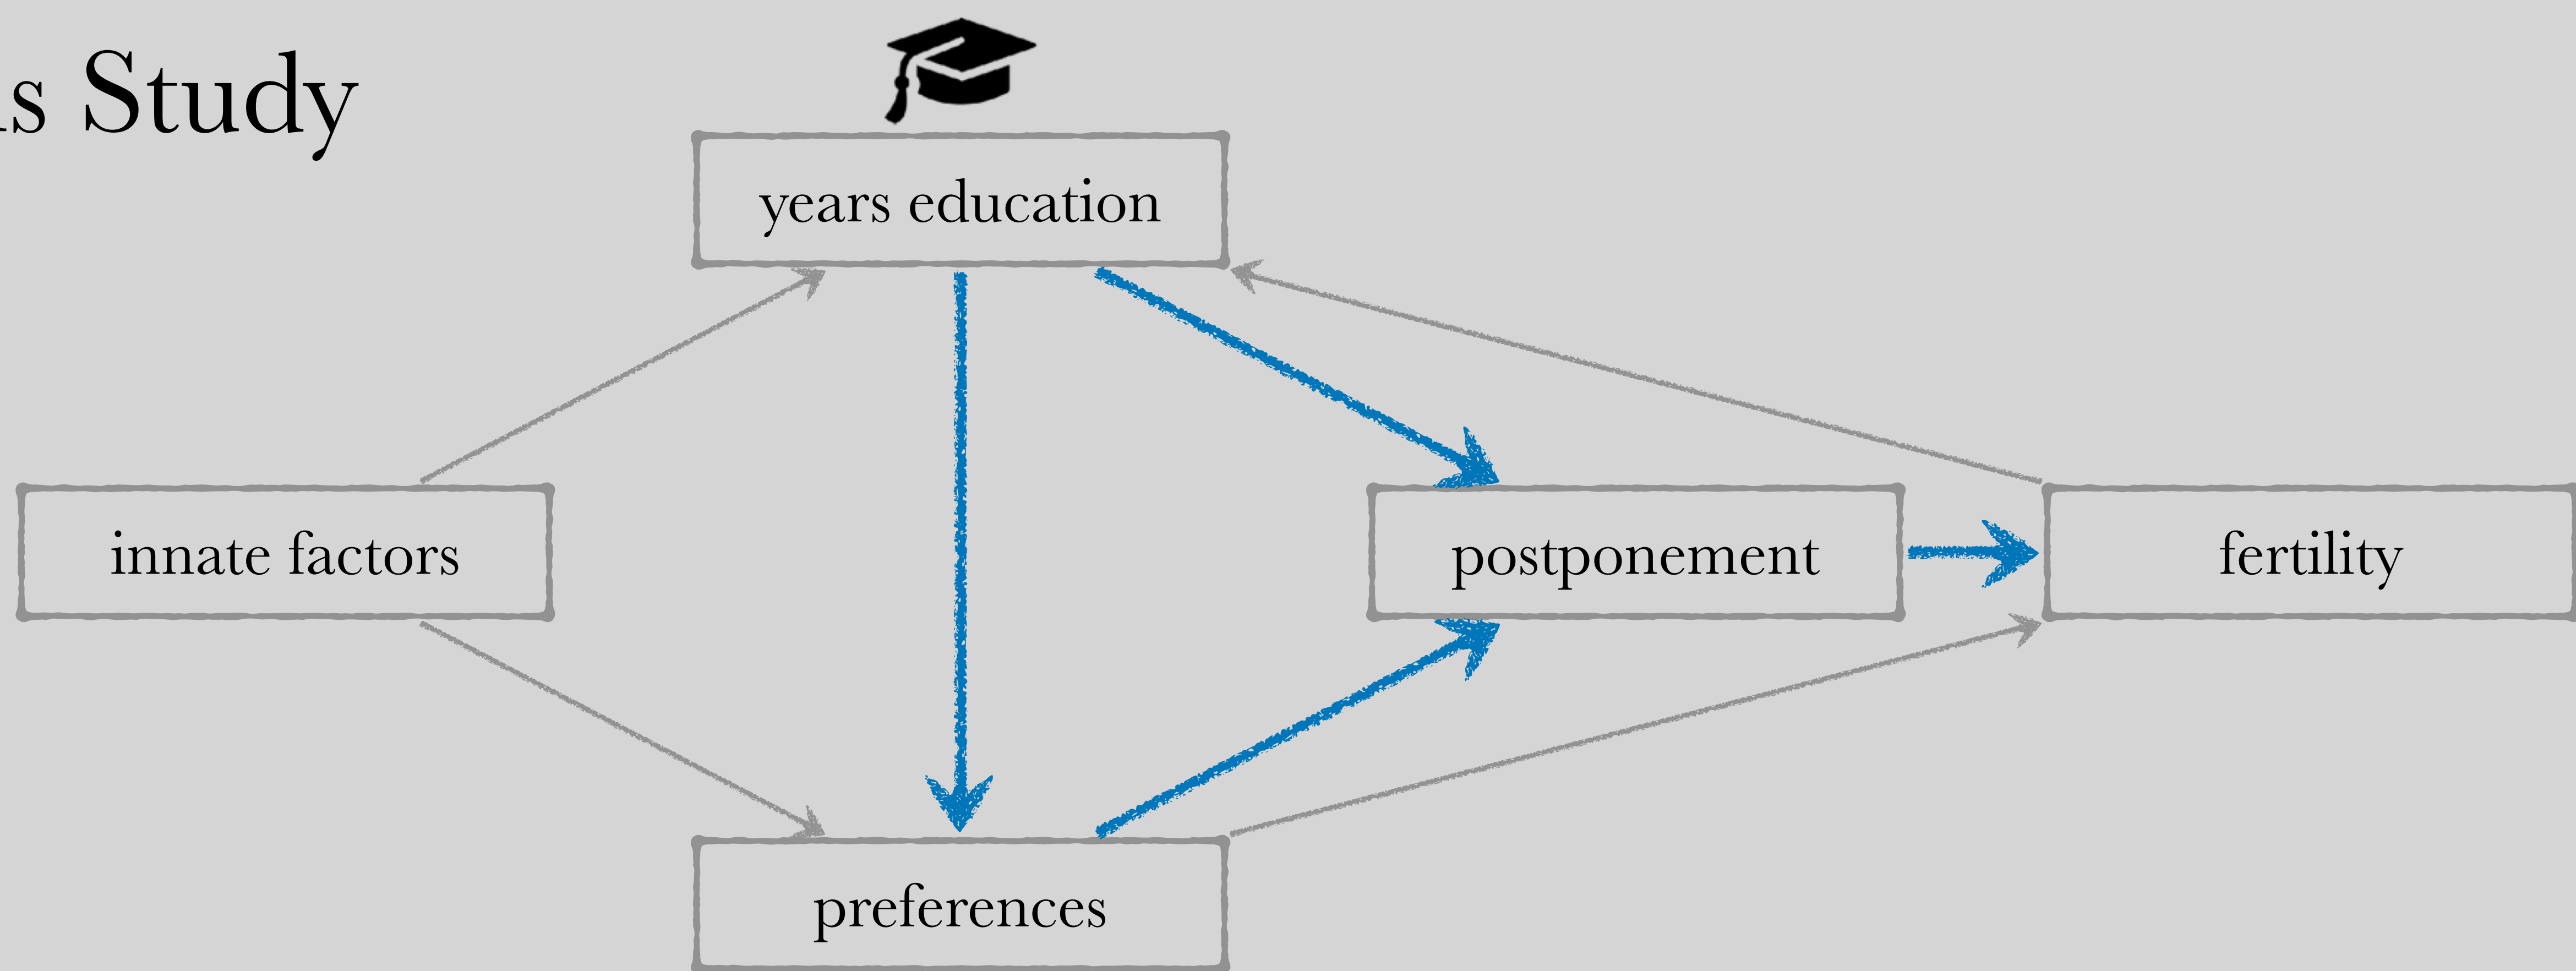 Study
years education
innate factors
postponement
fertility
preferences